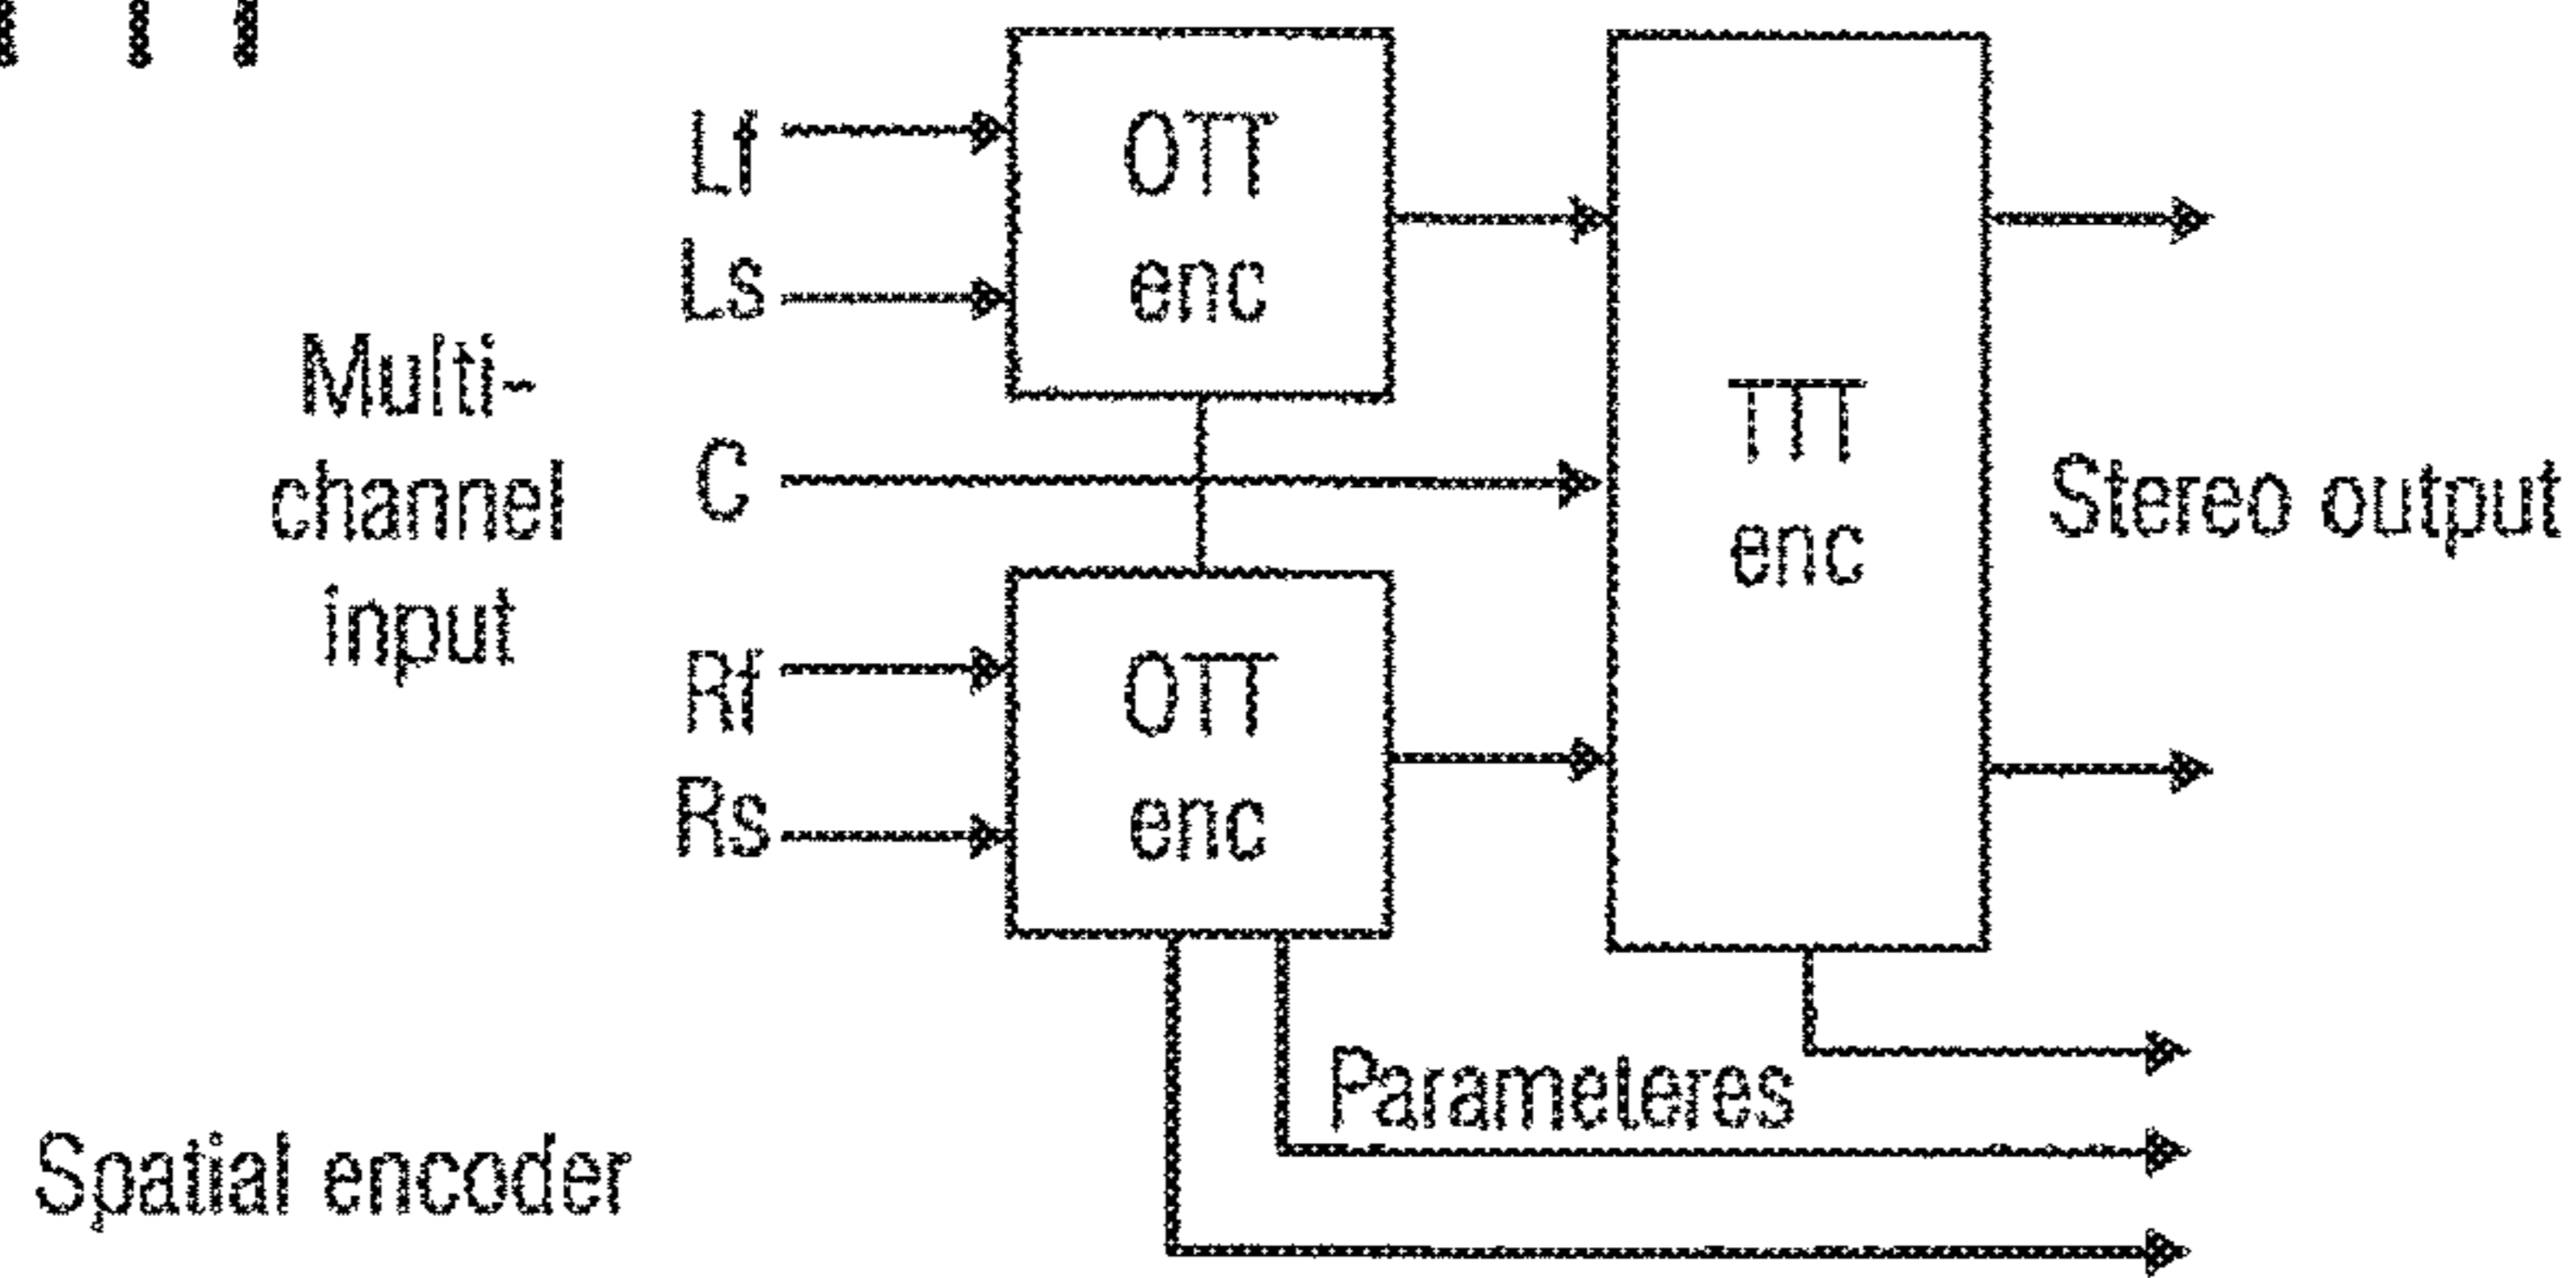 Lf
OTT
enc
Ls
Multi-
channel
input
C
TTT
enc
Stereo output
Rf
OTT
enc
Rs
Parameteres
Spatial encoder